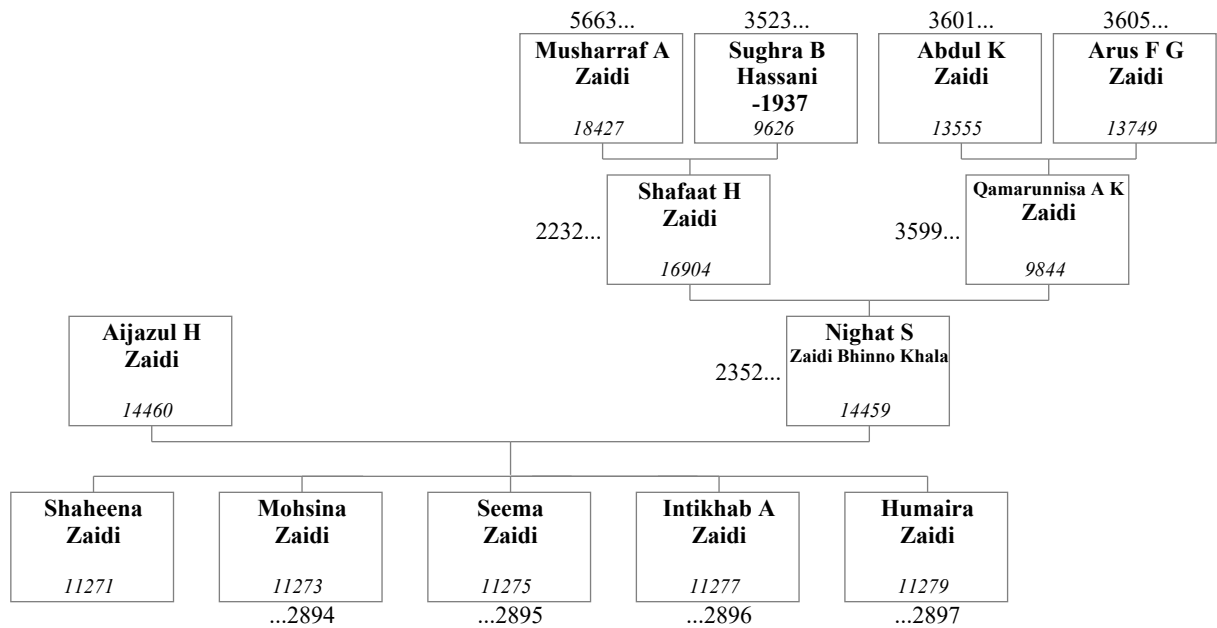 5663...
3523...
3601...
3605...
Musharraf A
Zaidi
18427
Sughra B
Hassani
-1937
9626
Abdul K
Zaidi
13555
Arus F G
Zaidi
13749
2232...
Shafaat H
Zaidi
16904
3599...
Qamarunnisa A K
Zaidi
9844
Aijazul H
Zaidi
14460
2352...
Nighat S
Zaidi Bhinno Khala
14459
Shaheena
Zaidi
11271
Mohsina
Zaidi
11273
...2894
Seema
Zaidi
11275
...2895
Intikhab A
Zaidi
11277
...2896
Humaira
Zaidi
11279
...2897